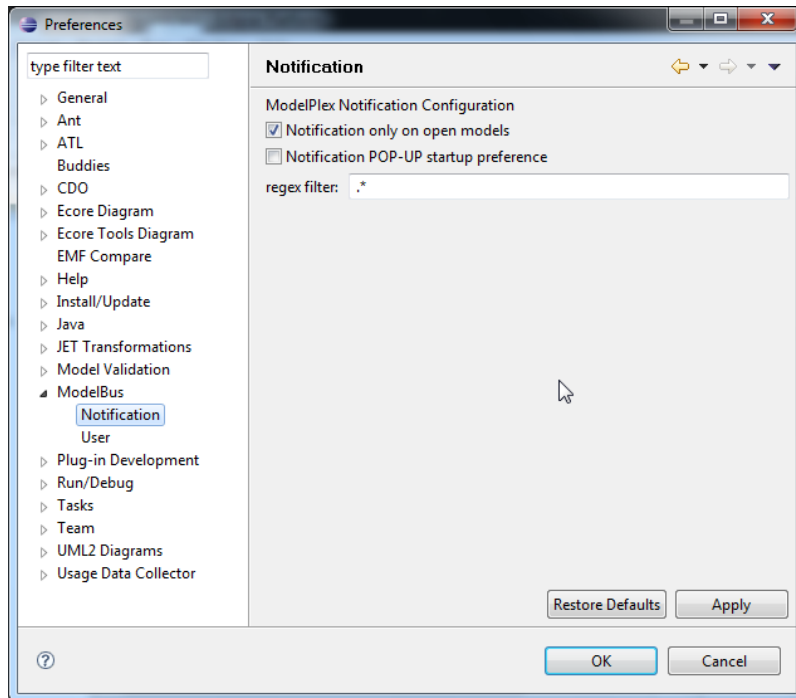 Preferences
type filter text
General
Ant
ATL
Buddies
CDO
Ecore Diagram
Ecore Tools Diagram
EMF Compare
Help
Install/Update
Java
JET Transformations
Model Validation
ModelBus
Notification
User
Plug-in Development
Run/Debug
Tasks
Team
UML2 Diagrams
Usage Data Collector
Notification
ModelPlex Notification Configuration
Notification only on open models
Notification POP-UP startup preference
regex filter: .*
Restore Defaults Apply
OK Cancel